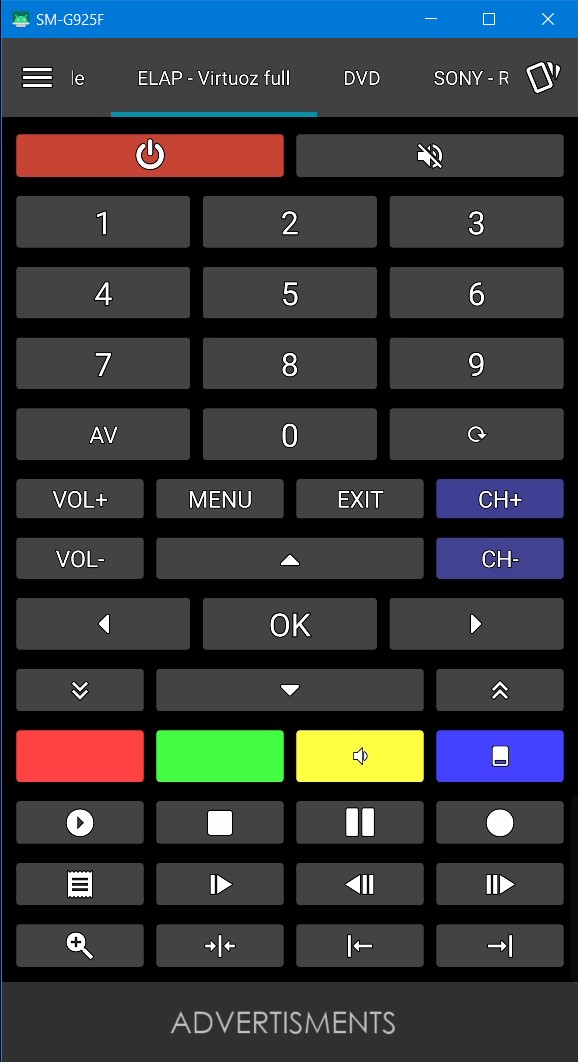 SM-G925F
le
ELAP - Virtuoz full
DVD
SONY - R
1
2
3
4
5
6
7
8
9
AV
0
VOL+
MENU
EXIT
CH+
VOL-
CH-
OK
ADVERTISMENTS